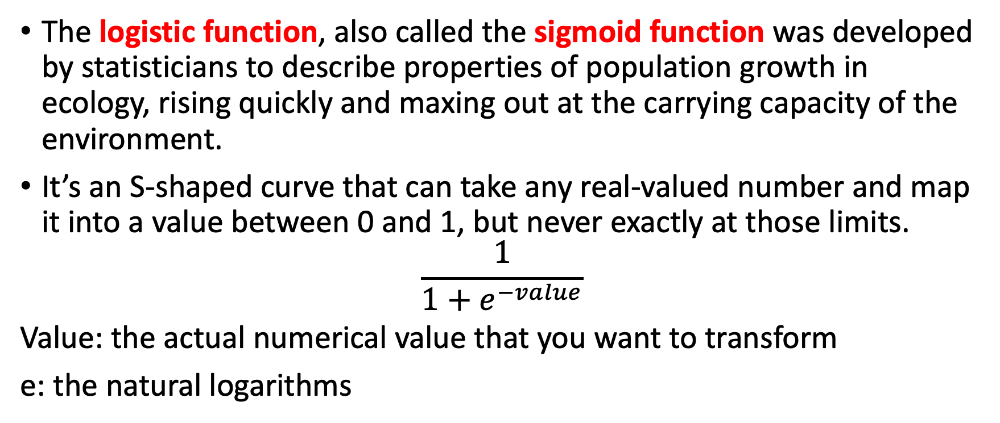 • The logistic function, also called the sigmoid function was developed
by statisticians to describe properties of population growth in
ecology, rising quickly and maxing out at the carrying capacity of the
environment.
• It’s an S-shaped curve that can take any real-valued number and map
it into a value between 0 and 1, but never exactly at those limits.
1
1 + e^−value
Value: the actual numerical value that you want to transform
e: the natural logarithms